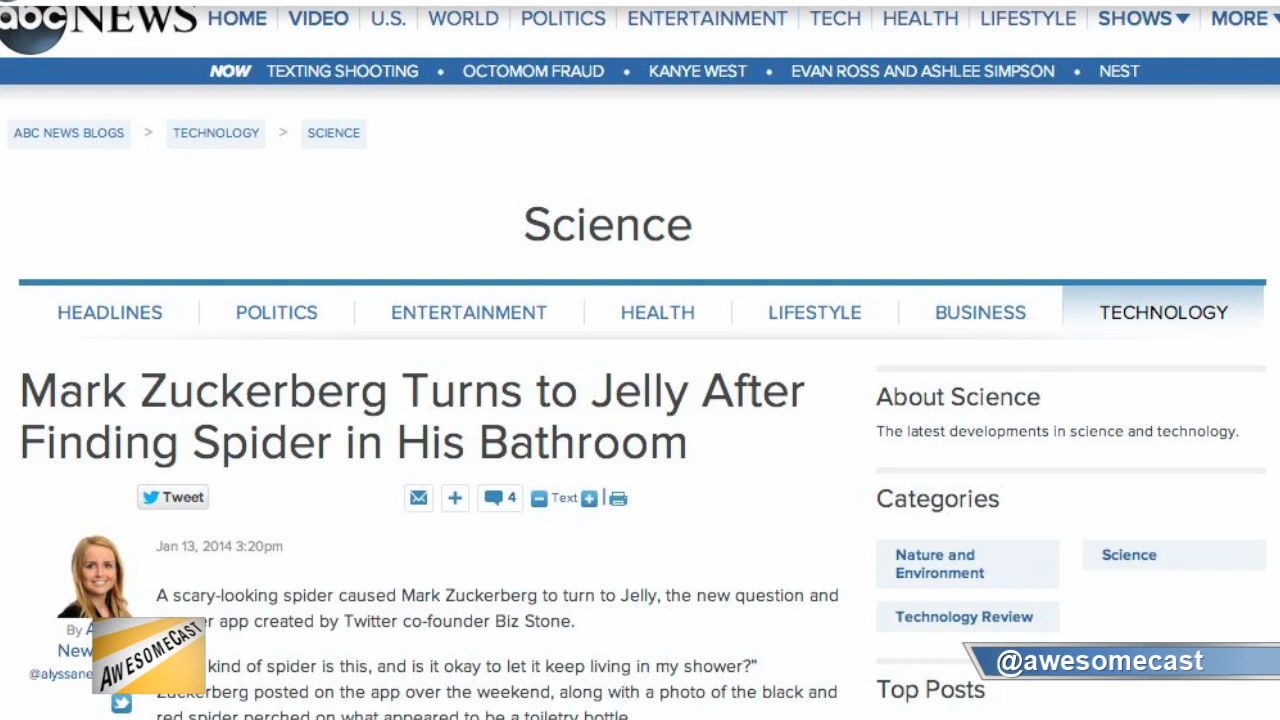 abc NEWS HOME VIDEO U.S. WORLD POLITICS ENTERTAINMENT TECH HEALTH LIFESTYLE SHOWS MORE
NOW TEXTING SHOOTING • OCTOMOM FRAUD • KANYE WEST • EVAN ROSS AND ASHLEE SIMPSON • NEST
ABC NEWS BLOGS > TECHNOLOGY > SCIENCE
Science
HEADLINES POLITICS ENTERTAINMENT HEALTH LIFESTYLE BUSINESS TECHNOLOGY
Mark Zuckerberg Turns to Jelly After
Finding Spider in His Bathroom
Tweet 4 Text
Jan 13, 2014 3:20pm
A scary-looking spider caused Mark Zuckerberg to turn to Jelly, the new question and
app created by Twitter co-founder Biz Stone.
kind of spider is this, and is it okay to let it keep living in my shower?"
Zuckerberg posted on the app over the weekend, along with a photo of the black and
red spider perched on what appeared to be a toiletry bottle.
By
New
@alyssane
AWESOMECAST
About Science
The latest developments in science and technology.
Categories
Nature and
Environment
Science
Technology Review
@awesomecast
Top Posts